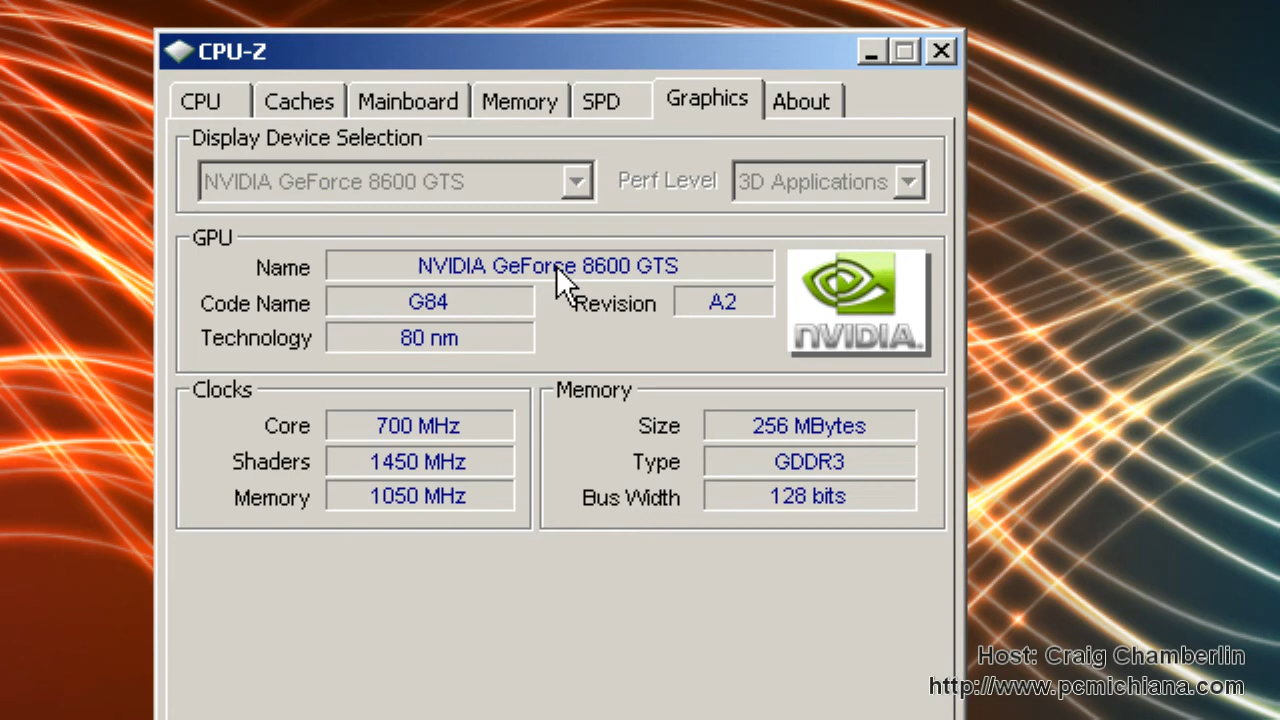 CPU-Z
CPU Caches Mainboard Memory SPD Graphics About
Display Device Selection
NVIDIA GeForce 8600 GTS Perf Level 3D Applications
GPU
Name NVIDIA GeForce 8600 GTS
Code Name G84 Revision A2
Technology 80 nm
NVIDIA.
Clocks
Core 700 MHz
Shaders 1450 MHz
Memory 1050 MHz
Memory
Size 256 MBytes
Type GDDR3
Bus Width 128 bits
Host: Craig Chamberlin
http://www.pcmichiana.com